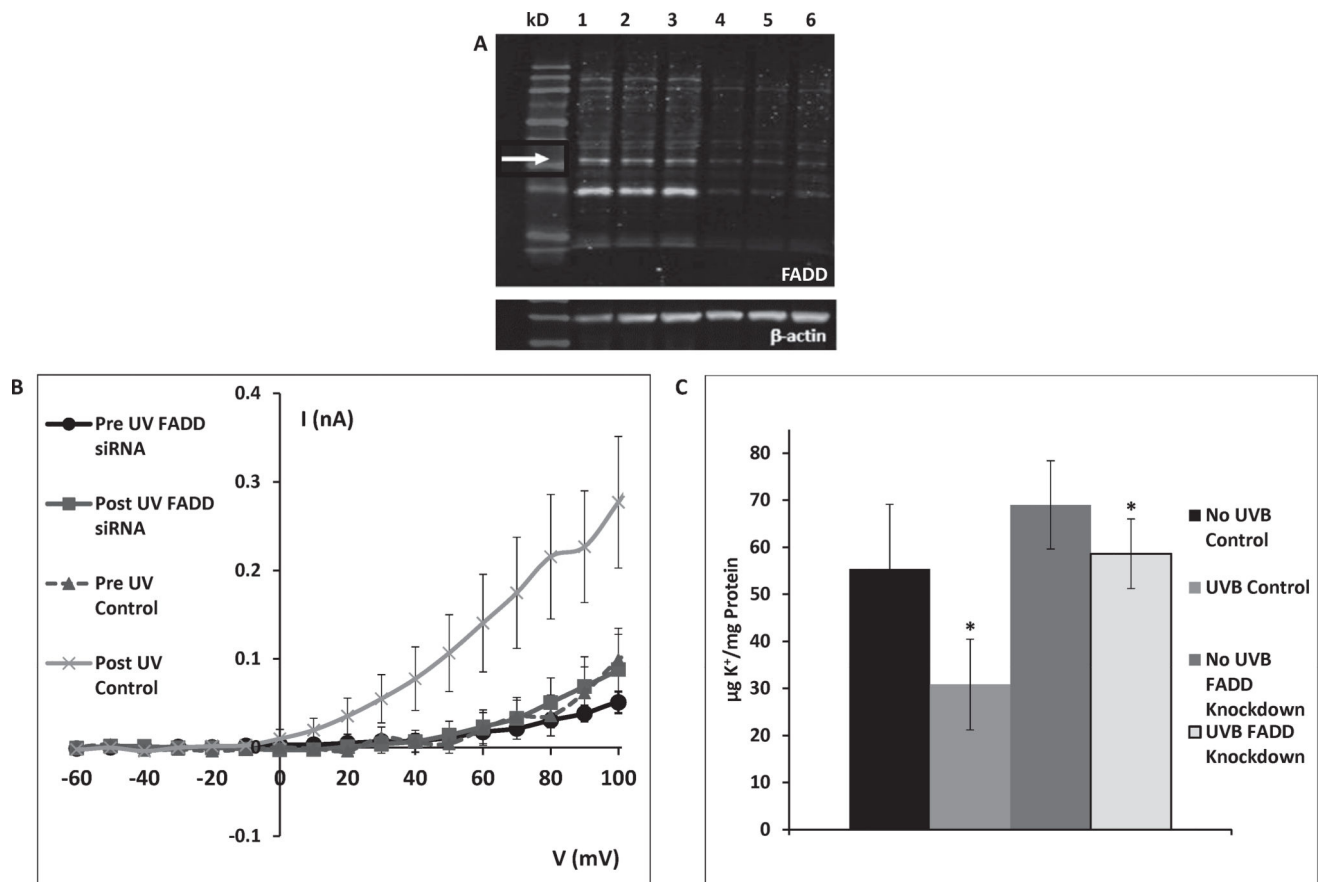 kD 1 2 3 4 5 6
A
FADD
β-actin
B
I (nA)
V (mV)
0.4
0.3
0.2
0.1
0
-0.1
-60 -40 -20 0 20 40 60 80 100
Pre UV FADD
siRNA
Post UV FADD
siRNA
Pre UV
Control
Post UV
Control
C
µg K⁺/mg Protein
80
70
60
50
40
30
20
10
0
*
*
No UVB
Control
UVB Control
No UVB
FADD
Knockdown
UVB FADD
Knockdown